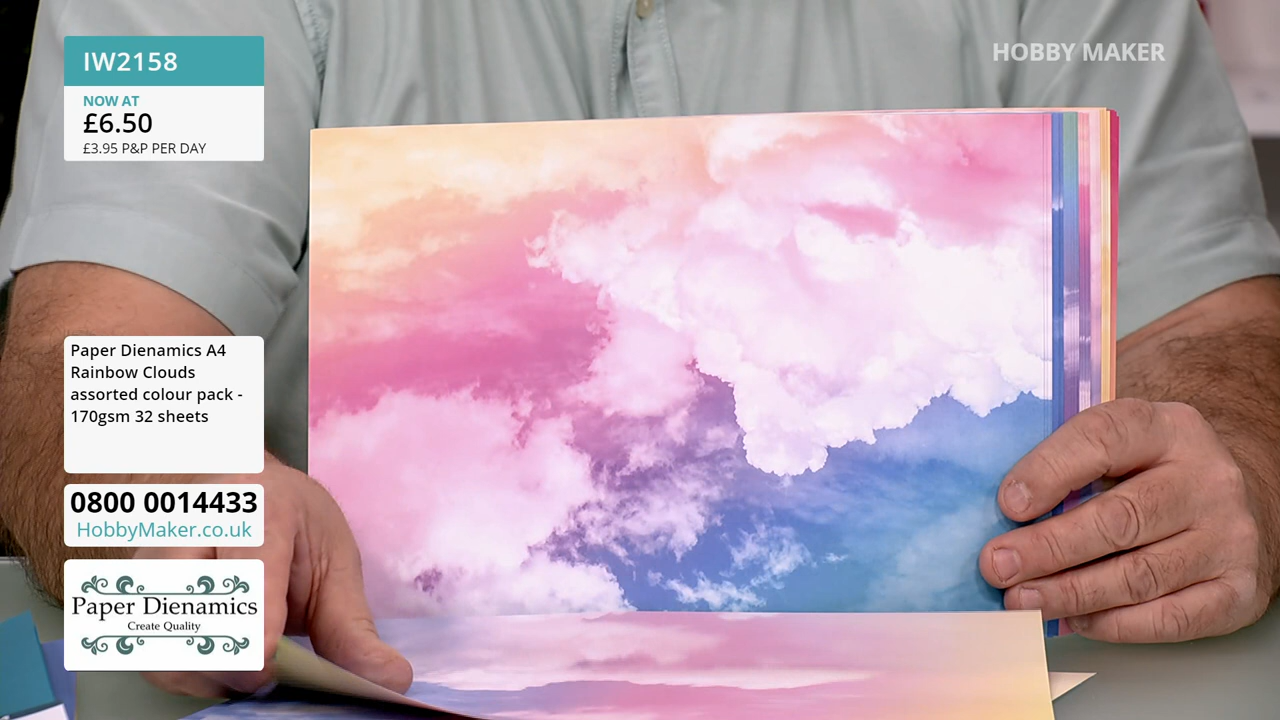 IW2158
NOW AT
£6.50
£3.95 P&P PER DAY
HOBBY MAKER
Paper Dienamics A4
Rainbow Clouds
assorted colour pack -
170gsm 32 sheets
0800 0014433
HobbyMaker.co.uk
Paper Dienamics
Create Quality